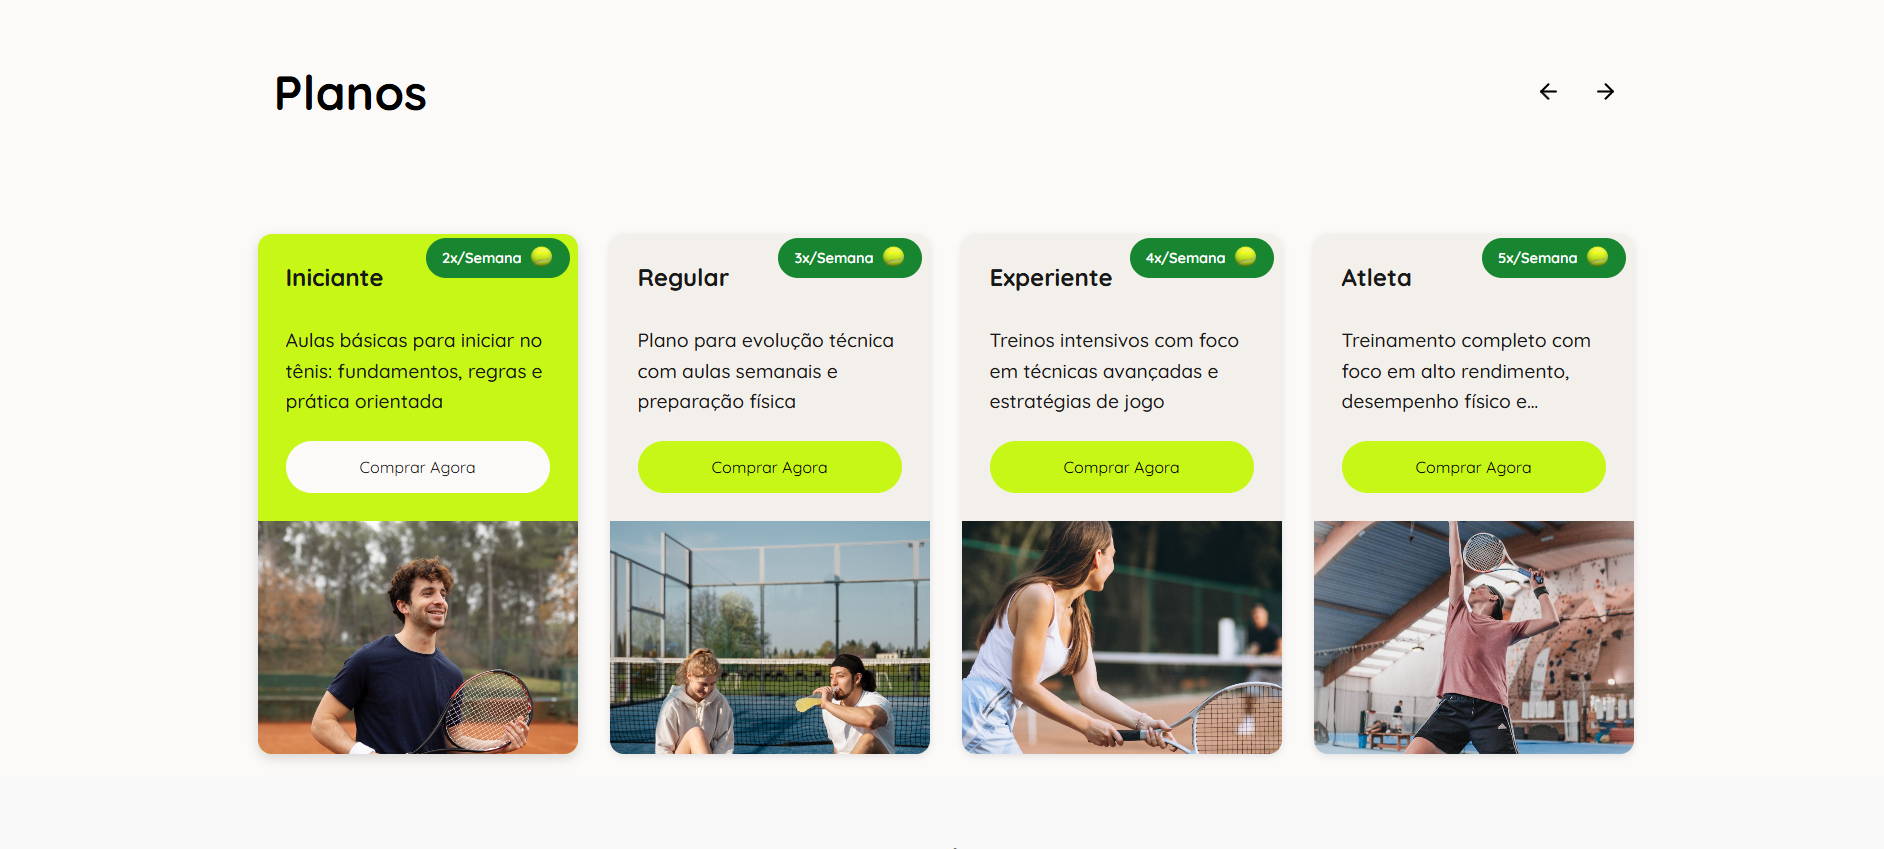 Planos
Iniciante
2x/Semana
Aulas básicas para iniciar no
tênis: fundamentos, regras e
prática orientada
Comprar Agora
Regular
3x/Semana
Plano para evolução técnica
com aulas semanais e
preparação física
Comprar Agora
Experiente
4x/Semana
Treinos intensivos com foco
em técnicas avançadas e
estratégias de jogo
Comprar Agora
Atleta
5x/Semana
Treinamento completo com
foco em alto rendimento,
desempenho físico e...
Comprar Agora